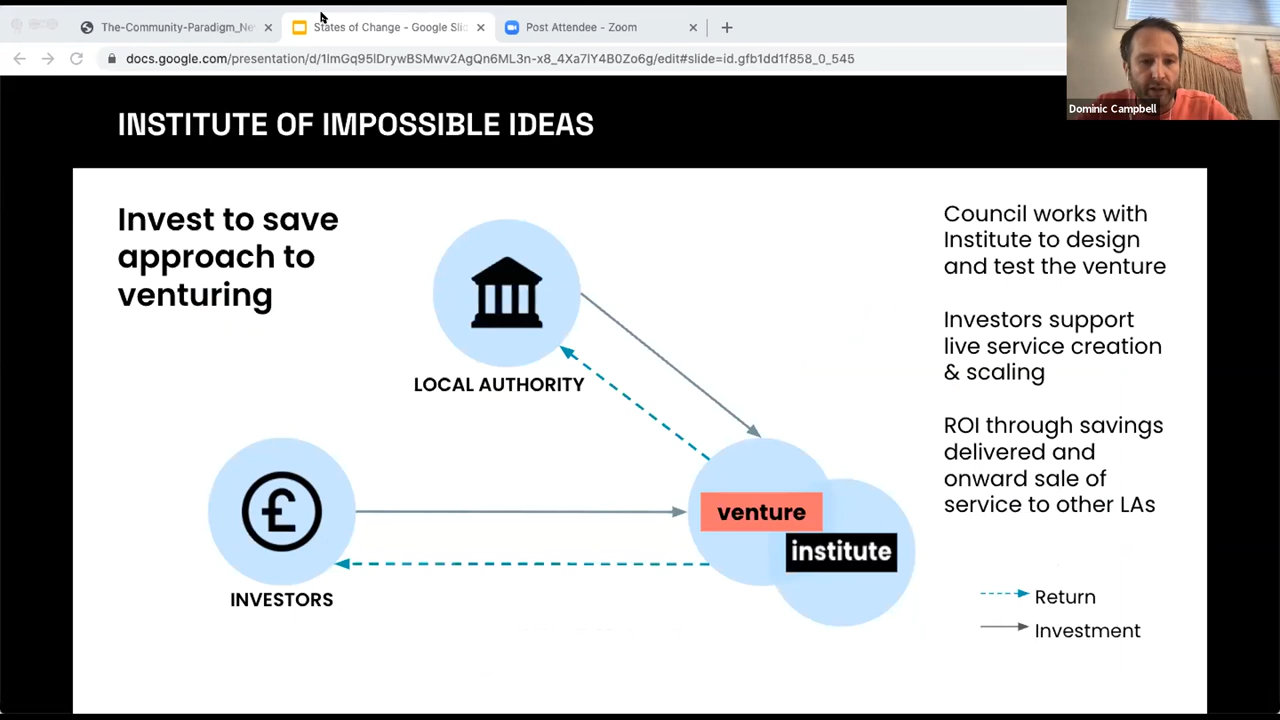 The-Community-Paradigm_Ne
States of Change - Google Slic
Post Attendee - Zoom
docs.google.com/presentation/d/1lmGq95lDrywBSMwv2AgQn6ML3n-x8_4Xa7lY4B0Zo6g/edit#slide=id.gfb1dd1f858_0_545
Dominic Campbell
INSTITUTE OF IMPOSSIBLE IDEAS
Invest to save
approach to
venturing
LOCAL AUTHORITY
£
INVESTORS
venture
institute
Council works with
Institute to design
and test the venture
Investors support
live service creation
& scaling
ROI through savings
delivered and
onward sale of
service to other LAs
Return
Investment